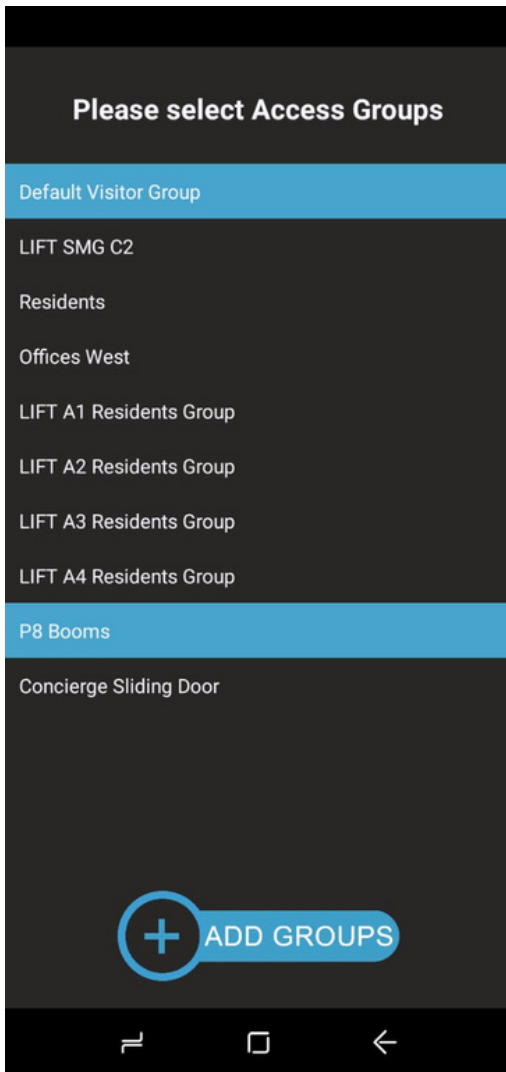 Please select Access Groups
Default Visitor Group
LIFT SMG C2
Residents
Offices West
LIFT A1 Residents Group
LIFT A2 Residents Group
LIFT A3 Residents Group
LIFT A4 Residents Group
P8 Booms
Concierge Sliding Door
ADD GROUPS